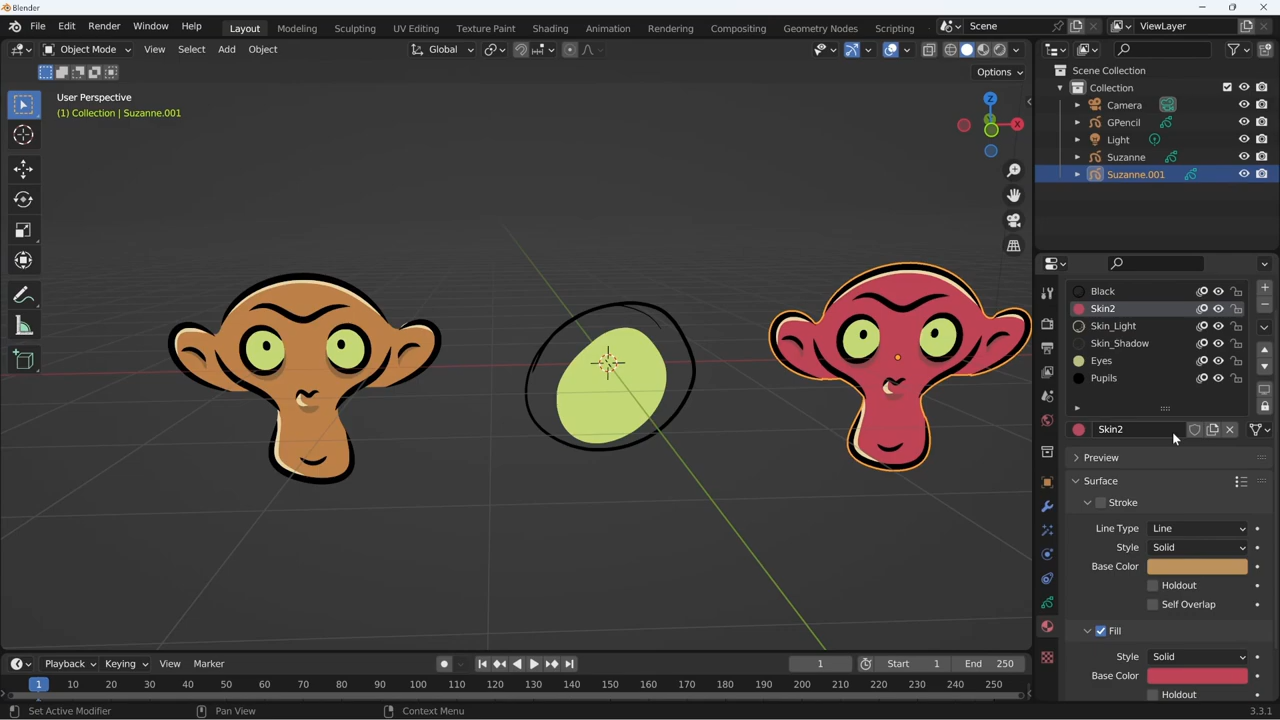 Blender
File Edit Render Window Help Layout Modeling Sculpting UV Editing Texture Paint Shading Animation Rendering Compositing Geometry Nodes Scripting Scene ViewLayer
Object Mode View Select Add Object Global
Options
User Perspective
(1) Collection | Suzanne.001
Z
X
Scene Collection
Collection
Camera
GPencil
Light
Suzanne
Suzanne.001
Black
Skin2
Skin_Light
Skin_Shadow
Eyes
Pupils
Skin2
Preview
Surface
Stroke
Line Type Line
Style Solid
Base Color
Holdout
Self Overlap
Fill
Style Solid
Base Color
Holdout
Playback Keying View Marker 1 Start 1 End 250
1 10 20 30 40 50 60 70 80 90 100 110 120 130 140 150 160 170 180 190 200 210 220 230 240 250
Set Active Modifier Pan View Context Menu 3.3.1